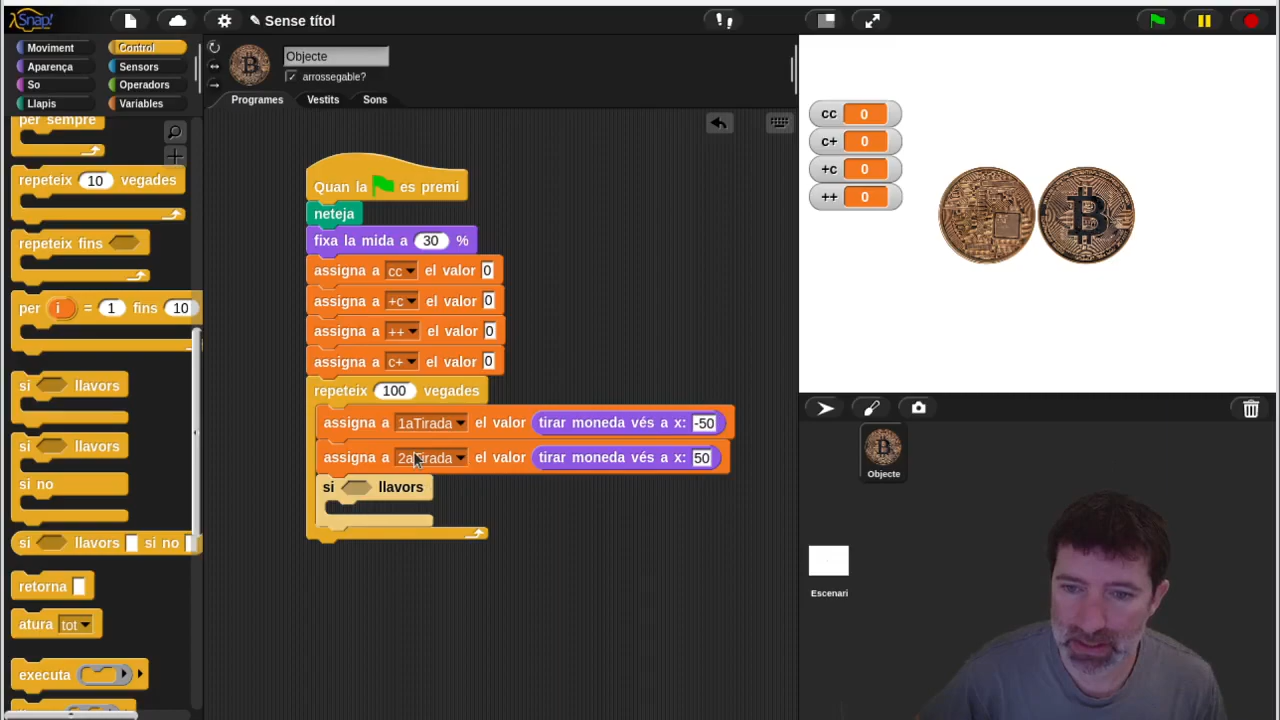 Snap!
Sense títol
Moviment
Control
Aparença
Sensors
So
Operadors
Llapis
Variables
per sempre
repeteix 10 vegades
repeteix fins
per i = 1 fins 10
si llavors
si llavors
si no
si llavors si no
retorna
atura tot
executa
Objecte
arrossegable?
Programes
Vestits
Sons
Quan la es premi
neteja
fixa la mida a 30 %
assigna a cc el valor 0
assigna a +c el valor 0
assigna a ++ el valor 0
assigna a c+ el valor 0
repeteix 100 vegades
assigna a 1aTirada el valor tirar moneda vés a x: -50
assigna a 2aTirada el valor tirar moneda vés a x: 50
si llavors
cc 0
c+ 0
+c 0
++ 0
Objecte
Escenari